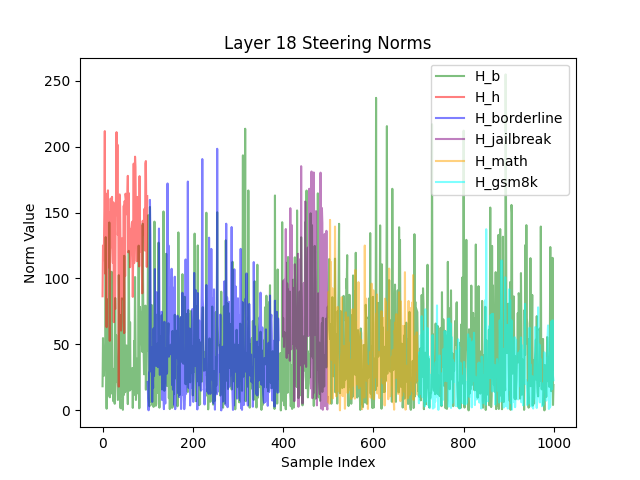 Layer 18 Steering Norms
Norm Value
250
200
150
100
50
0
H_b
H_h
H_borderline
H_jailbreak
H_math
H_gsm8k
0
200
400
600
800
1000
Sample Index